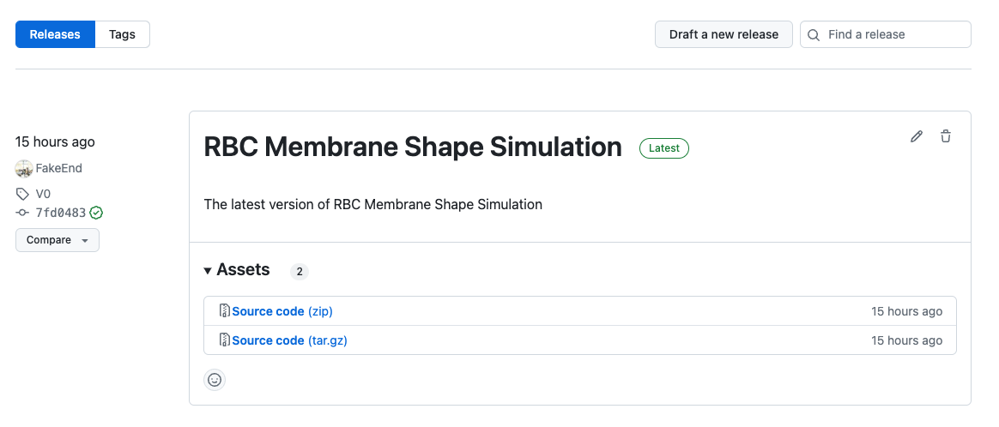 Releases
Tags
Draft a new release
Find a release
15 hours ago
FakeEnd
V0
7fd0483
Compare
RBC Membrane Shape Simulation
Latest
The latest version of RBC Membrane Shape Simulation
Assets 2
Source code (zip) 15 hours ago
Source code (tar.gz) 15 hours ago